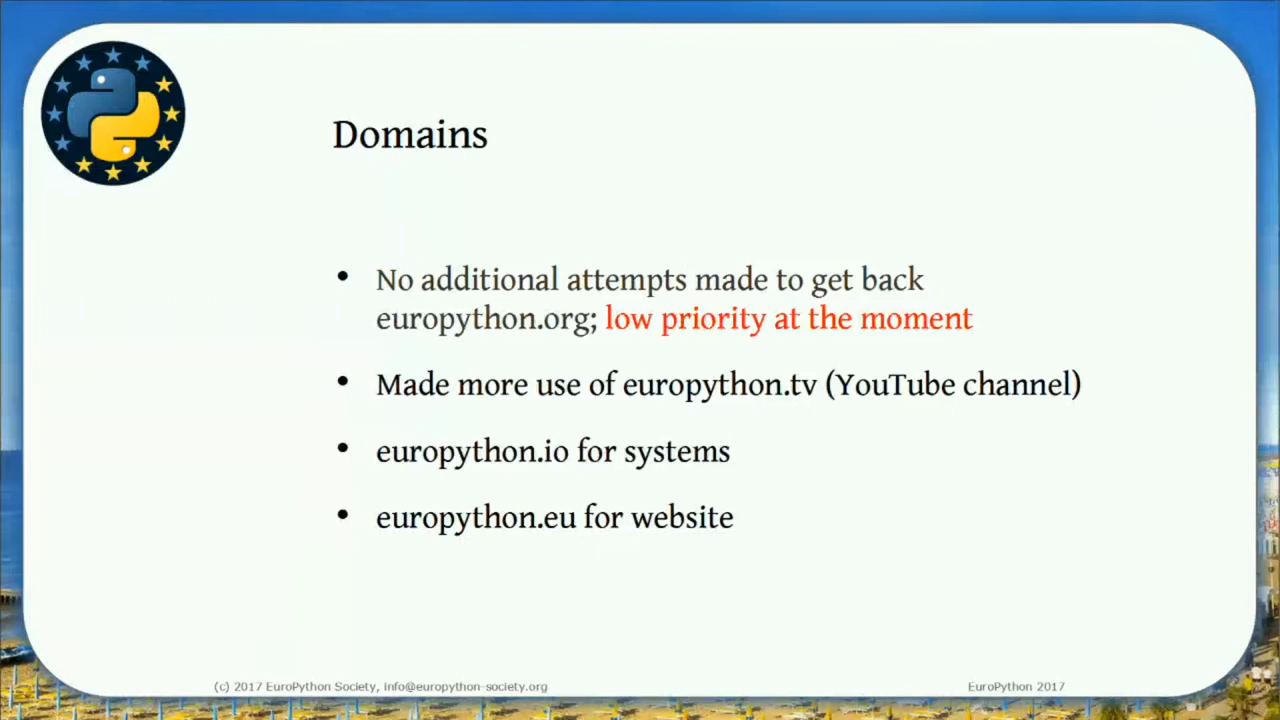 Domains
• No additional attempts made to get back
europython.org; low priority at the moment
• Made more use of europython.tv (YouTube channel)
• europython.io for systems
• europython.eu for website
(c) 2017 EuroPython Society, info@europython-society.org
EuroPython 2017